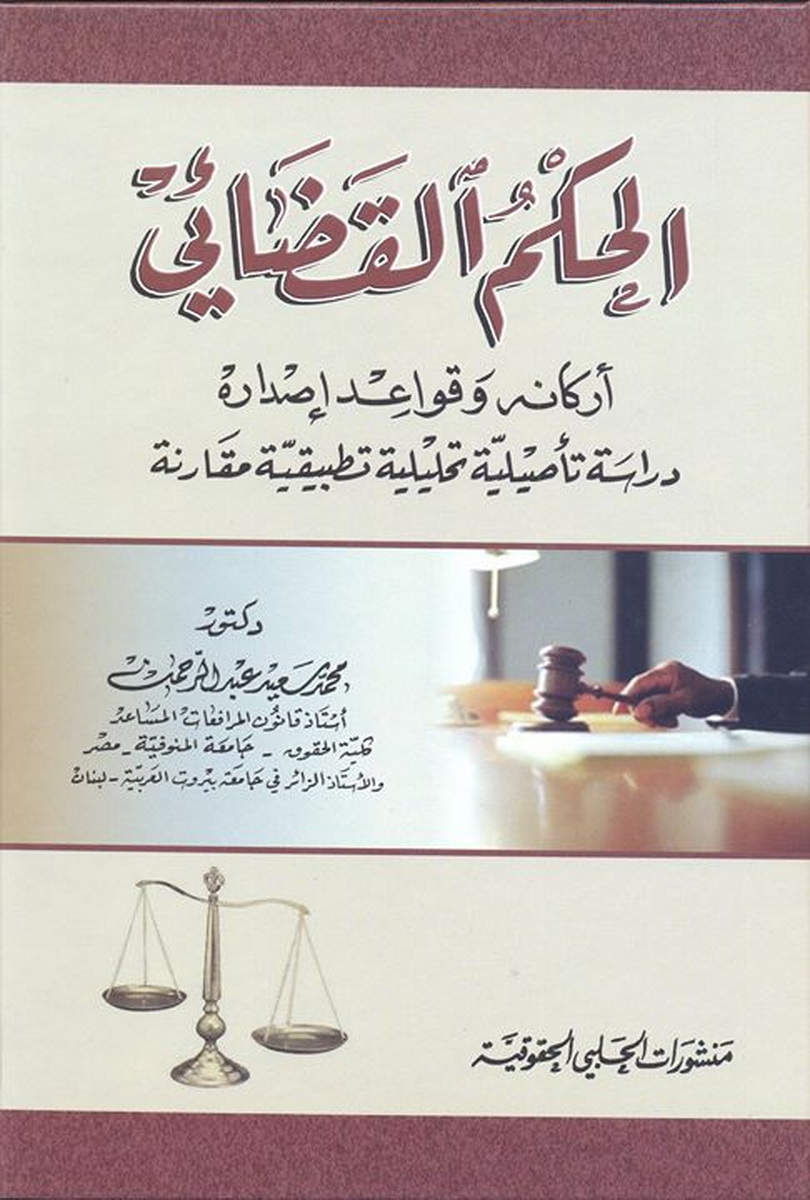 الحكم القضائي
أركانه وقواعد إصداره
دراسة تأصيلية تحليلية تطبيقية مقارنة
دكتور
محمد سعيد عبد الرحمن
أستاذ قانون المرافعات المساعد
كلية الحقوق - جامعة المنوفية - مصر
والأستاذ الزائر في جامعة بيروت العربية - لبنان
منشورات الحلبي الحقوقية